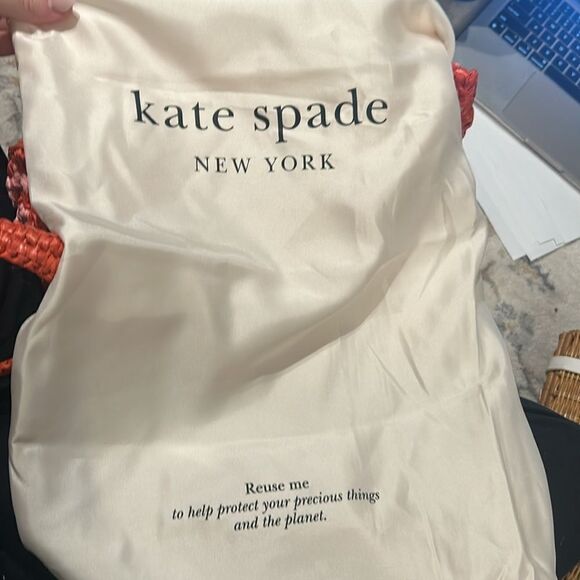 kate spade
NEW YORK
Reuse me
to help protect your precious things
and the planet.